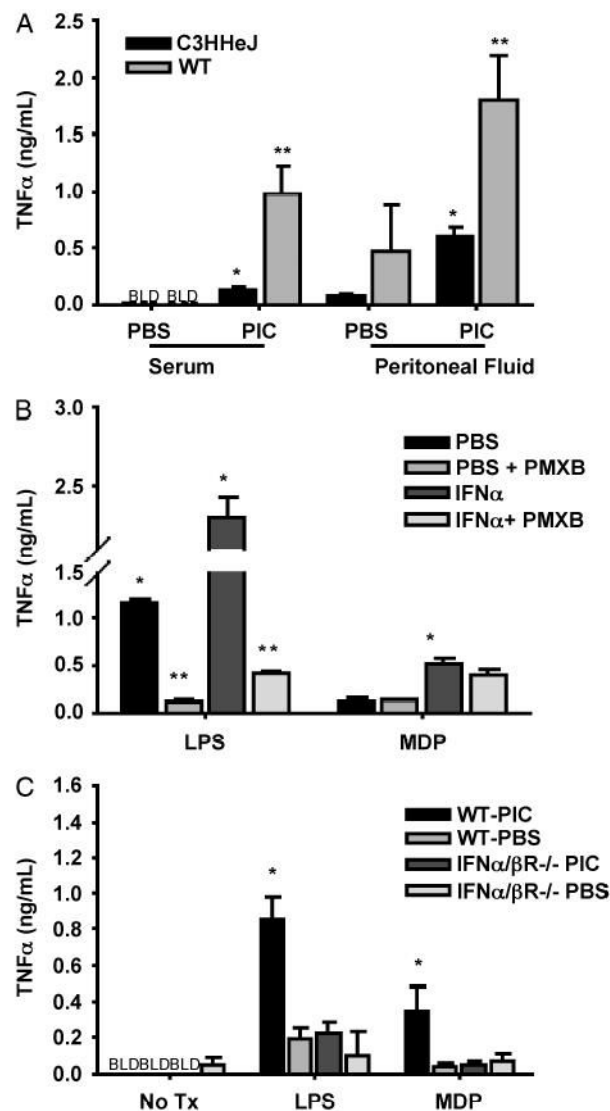 A
C3HHeJ
WT
TNFα (ng/mL)
2.5
2.0
1.5
1.0
0.5
0.0
BLD BLD
*
**
*
**
PBS PIC PBS PIC
Serum Peritoneal Fluid
B
PBS
PBS + PMXB
IFNα
IFNα+ PMXB
TNFα (ng/mL)
3.0
2.5
1.5
1.0
0.5
0.0
*
**
*
**
*
LPS MDP
C
WT-PIC
WT-PBS
IFNα/βR-/- PIC
IFNα/βR-/- PBS
TNFα (ng/mL)
1.6
1.4
1.2
1.0
0.8
0.6
0.4
0.2
0.0
BLDBLDBLD
*
*
No Tx LPS MDP